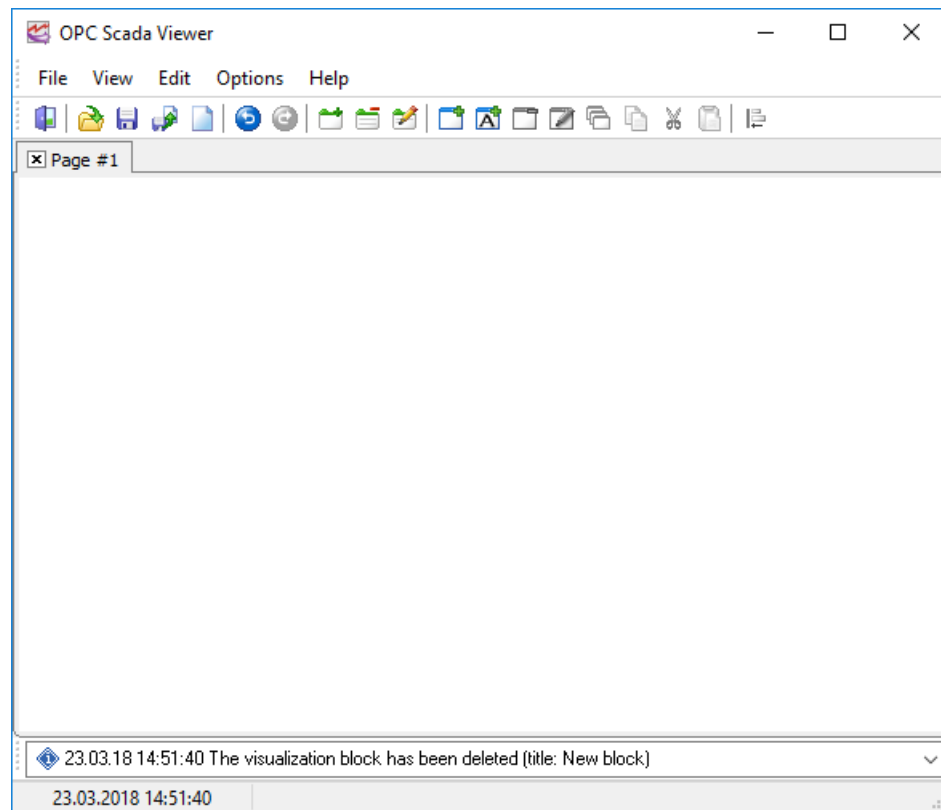 OPC Scada Viewer
File View Edit Options Help
Page #1
23.03.18 14:51:40 The visualization block has been deleted (title: New block)
23.03.2018 14:51:40